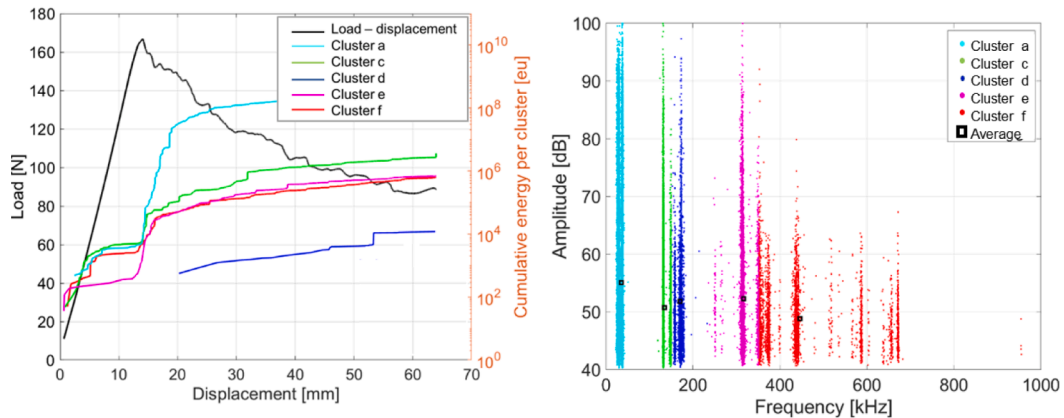 180
160
140
120
100
80
60
40
20
0
Load [N]
0
10
20
30
40
50
60
70
Displacement [mm]
10^10
10^8
10^6
10^4
10^2
10^0
Cumulative energy per cluster [eu]
Load – displacement
Cluster a
Cluster c
Cluster d
Cluster e
Cluster f
100
90
80
70
60
50
40
Amplitude [dB]
0
200
400
600
800
1000
Frequency [kHz]
Cluster a
Cluster c
Cluster d
Cluster e
Cluster f
Average